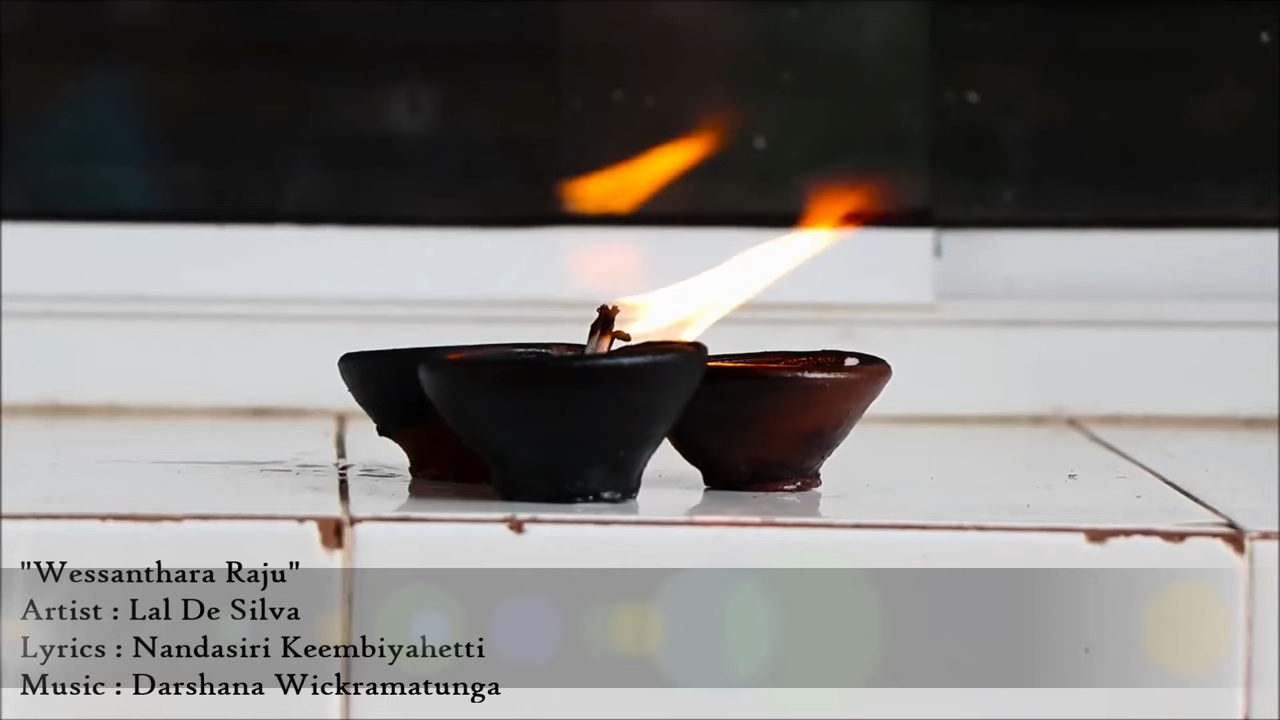 "Wessanthara Raju"
Artist : Lal De Silva
Lyrics : Nandasiri Keembiyahetti
Music : Darshana Wickramatunga